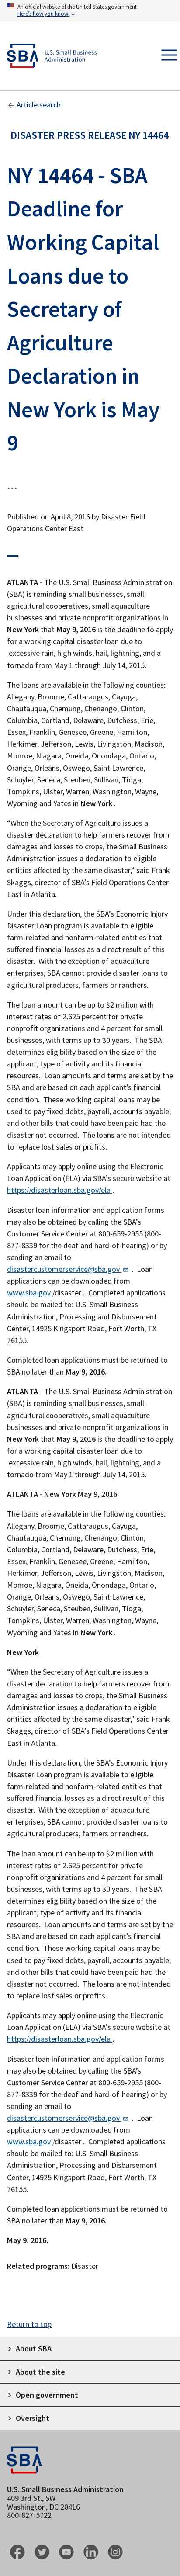 An official website of the United States government
Here's how you know
SBA
U.S. Small Business
Administration
Article search
DISASTER PRESS RELEASE NY 14464
NY 14464 - SBA
Deadline for
Working Capital
Loans due to
Secretary of
Agriculture
Declaration in
New York is May
9
...
Published on April 8, 2016 by Disaster Field
Operations Center East
ATLANTA - The U.S. Small Business Administration
(SBA) is reminding small businesses, small
agricultural cooperatives, small aquaculture
businesses and private nonprofit organizations in
New York that May 9, 2016 is the deadline to apply
for a working capital disaster loan due to
excessive rain, high winds, hail, lightning, and a
tornado from May 1 through July 14, 2015.
The loans are available in the following counties:
Allegany, Broome, Cattaraugus, Cayuga,
Chautauqua, Chemung, Chenango, Clinton,
Columbia, Cortland, Delaware, Dutchess, Erie,
Essex, Franklin, Genesee, Greene, Hamilton,
Herkimer, Jefferson, Lewis, Livingston, Madison,
Monroe, Niagara, Oneida, Onondaga, Ontario,
Orange, Orleans, Oswego, Saint Lawrence,
Schuyler, Seneca, Steuben, Sullivan, Tioga,
Tompkins, Ulster, Warren, Washington, Wayne,
Wyoming and Yates in New York .
“When the Secretary of Agriculture issues a
disaster declaration to help farmers recover from
damages and losses to crops, the Small Business
Administration issues a declaration to eligible
entities affected by the same disaster,” said Frank
Skaggs, director of SBA’s Field Operations Center
East in Atlanta.
Under this declaration, the SBA’s Economic Injury
Disaster Loan program is available to eligible
farm-related and nonfarm-related entities that
suffered financial losses as a direct result of
this disaster. With the exception of aquaculture
enterprises, SBA cannot provide disaster loans to
agricultural producers, farmers or ranchers.
The loan amount can be up to $2 million with
interest rates of 2.625 percent for private
nonprofit organizations and 4 percent for small
businesses, with terms up to 30 years. The SBA
determines eligibility based on the size of the
applicant, type of activity and its financial
resources. Loan amounts and terms are set by the
SBA and are based on each applicant’s financial
condition. These working capital loans may be
used to pay fixed debts, payroll, accounts payable,
and other bills that could have been paid had the
disaster not occurred. The loans are not intended
to replace lost sales or profits.
Applicants may apply online using the Electronic
Loan Application (ELA) via SBA’s secure website at
https://disasterloan.sba.gov/ela .
Disaster loan information and application forms
may also be obtained by calling the SBA’s
Customer Service Center at 800-659-2955 (800-
877-8339 for the deaf and hard-of-hearing) or by
sending an email to
disastercustomerservice@sba.gov . Loan
applications can be downloaded from
www.sba.gov /disaster . Completed applications
should be mailed to: U.S. Small Business
Administration, Processing and Disbursement
Center, 14925 Kingsport Road, Fort Worth, TX
76155.
Completed loan applications must be returned to
SBA no later than May 9, 2016.
ATLANTA - The U.S. Small Business Administration
(SBA) is reminding small businesses, small
agricultural cooperatives, small aquaculture
businesses and private nonprofit organizations in
New York that May 9, 2016 is the deadline to apply
for a working capital disaster loan due to
excessive rain, high winds, hail, lightning, and a
tornado from May 1 through July 14, 2015.
ATLANTA - New York May 9, 2016
The loans are available in the following counties:
Allegany, Broome, Cattaraugus, Cayuga,
Chautauqua, Chemung, Chenango, Clinton,
Columbia, Cortland, Delaware, Dutchess, Erie,
Essex, Franklin, Genesee, Greene, Hamilton,
Herkimer, Jefferson, Lewis, Livingston, Madison,
Monroe, Niagara, Oneida, Onondaga, Ontario,
Orange, Orleans, Oswego, Saint Lawrence,
Schuyler, Seneca, Steuben, Sullivan, Tioga,
Tompkins, Ulster, Warren, Washington, Wayne,
Wyoming and Yates in New York .
New York
“When the Secretary of Agriculture issues a
disaster declaration to help farmers recover from
damages and losses to crops, the Small Business
Administration issues a declaration to eligible
entities affected by the same disaster,” said Frank
Skaggs, director of SBA’s Field Operations Center
East in Atlanta.
Under this declaration, the SBA’s Economic Injury
Disaster Loan program is available to eligible
farm-related and nonfarm-related entities that
suffered financial losses as a direct result of
this disaster. With the exception of aquaculture
enterprises, SBA cannot provide disaster loans to
agricultural producers, farmers or ranchers.
The loan amount can be up to $2 million with
interest rates of 2.625 percent for private
nonprofit organizations and 4 percent for small
businesses, with terms up to 30 years. The SBA
determines eligibility based on the size of the
applicant, type of activity and its financial
resources. Loan amounts and terms are set by the
SBA and are based on each applicant’s financial
condition. These working capital loans may be
used to pay fixed debts, payroll, accounts payable,
and other bills that could have been paid had the
disaster not occurred. The loans are not intended
to replace lost sales or profits.
Applicants may apply online using the Electronic
Loan Application (ELA) via SBA’s secure website at
https://disasterloan.sba.gov/ela .
Disaster loan information and application forms
may also be obtained by calling the SBA’s
Customer Service Center at 800-659-2955 (800-
877-8339 for the deaf and hard-of-hearing) or by
sending an email to
disastercustomerservice@sba.gov . Loan
applications can be downloaded from
www.sba.gov /disaster . Completed applications
should be mailed to: U.S. Small Business
Administration, Processing and Disbursement
Center, 14925 Kingsport Road, Fort Worth, TX
76155.
Completed loan applications must be returned to
SBA no later than May 9, 2016.
May 9, 2016.
Related programs: Disaster
Return to top
About SBA
About the site
Open government
Oversight
SBA
U.S. Small Business Administration
409 3rd St., SW
Washington, DC 20416
800-827-5722